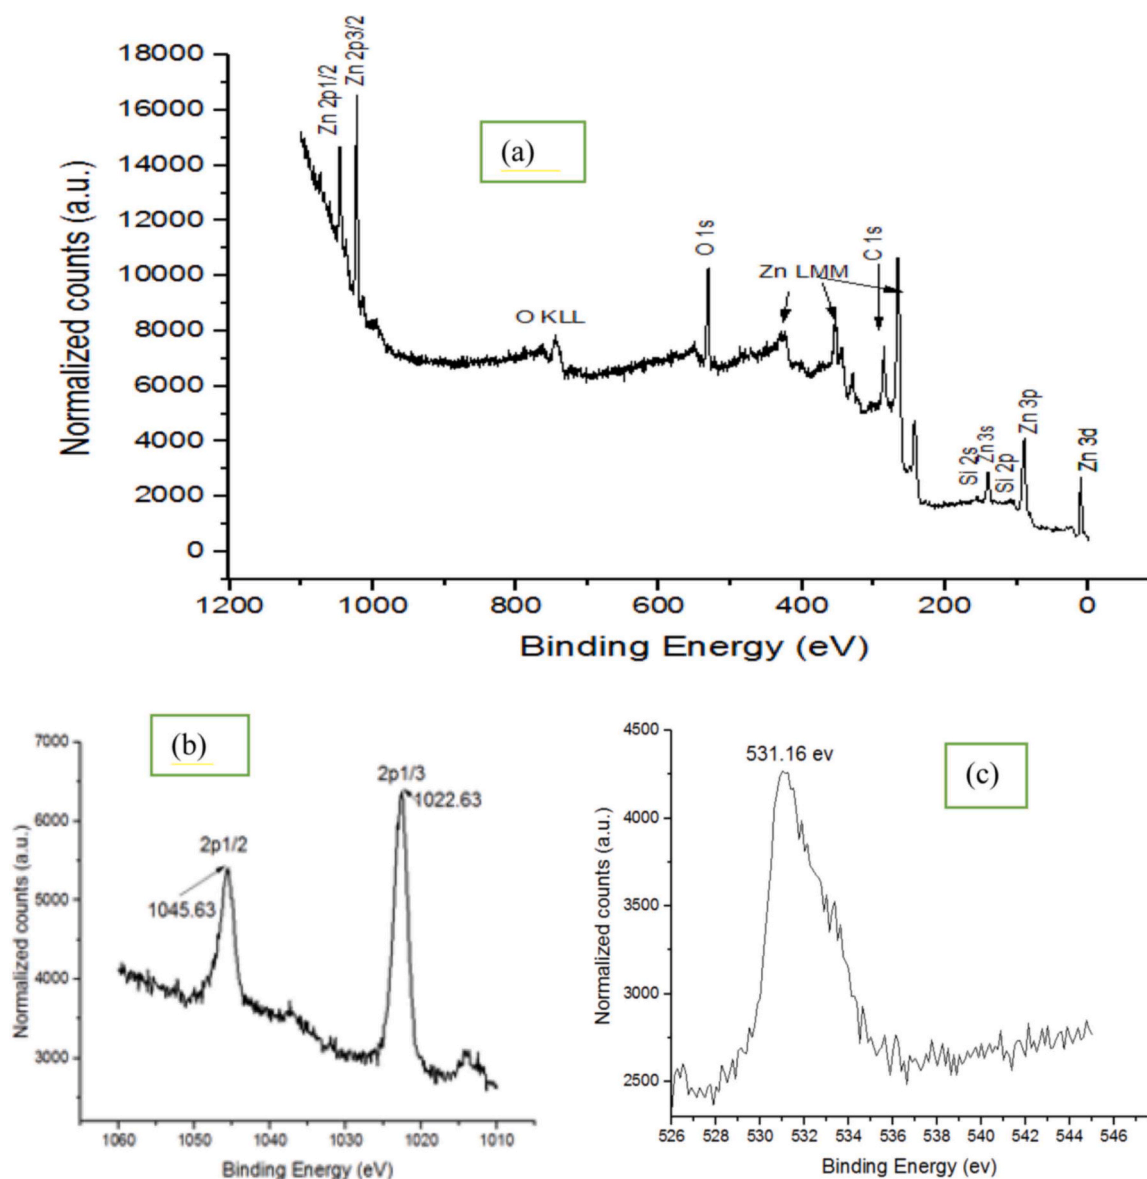 (a)
Normalized counts (a.u.)
18000
16000
14000
12000
10000
8000
6000
4000
2000
0
Zn 2p1/2
Zn 2p3/2
O KLL
O 1s
Zn LMM
C 1s
Si 2s
Zn 3s
Si 2p
Zn 3p
Zn 3d
1200 1000 800 600 400 200 0
Binding Energy (eV)
(b)
Normalized counts (a.u.)
7000
6000
5000
4000
3000
2p1/2
1045.63
2p1/3
1022.63
1060 1050 1040 1030 1020 1010
Binding Energy (eV)
(c)
Normalized counts (a.u.)
4500
4000
3500
3000
2500
531.16 ev
526 528 530 532 534 536 538 540 542 544 546
Binding Energy (ev)